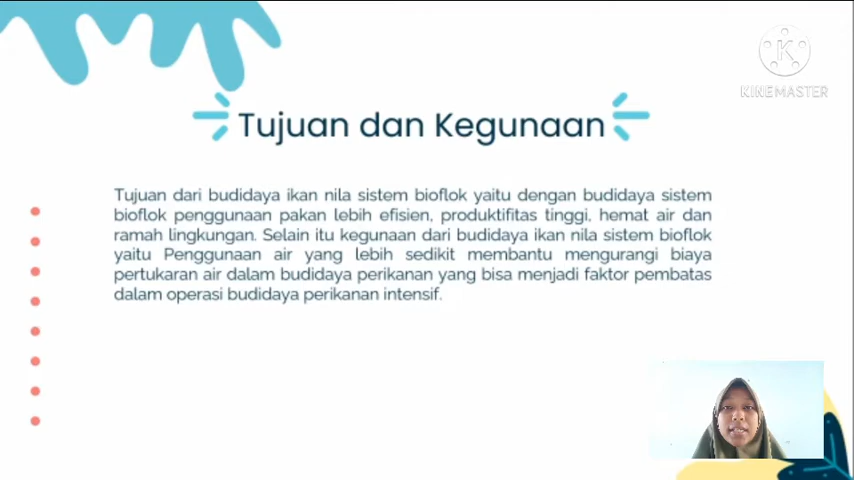 KINEMASTER
Tujuan dan Kegunaan
Tujuan dari budidaya ikan nila sistem bioflok yaitu dengan budidaya sistem
bioflok penggunaan pakan lebih efisien, produktifitas tinggi, hemat air dan
ramah lingkungan. Selain itu kegunaan dari budidaya ikan nila sistem bioflok
yaitu Penggunaan air yang lebih sedikit membantu mengurangi biaya
pertukaran air dalam budidaya perikanan yang bisa menjadi faktor pembatas
dalam operasi budidaya perikanan intensif.